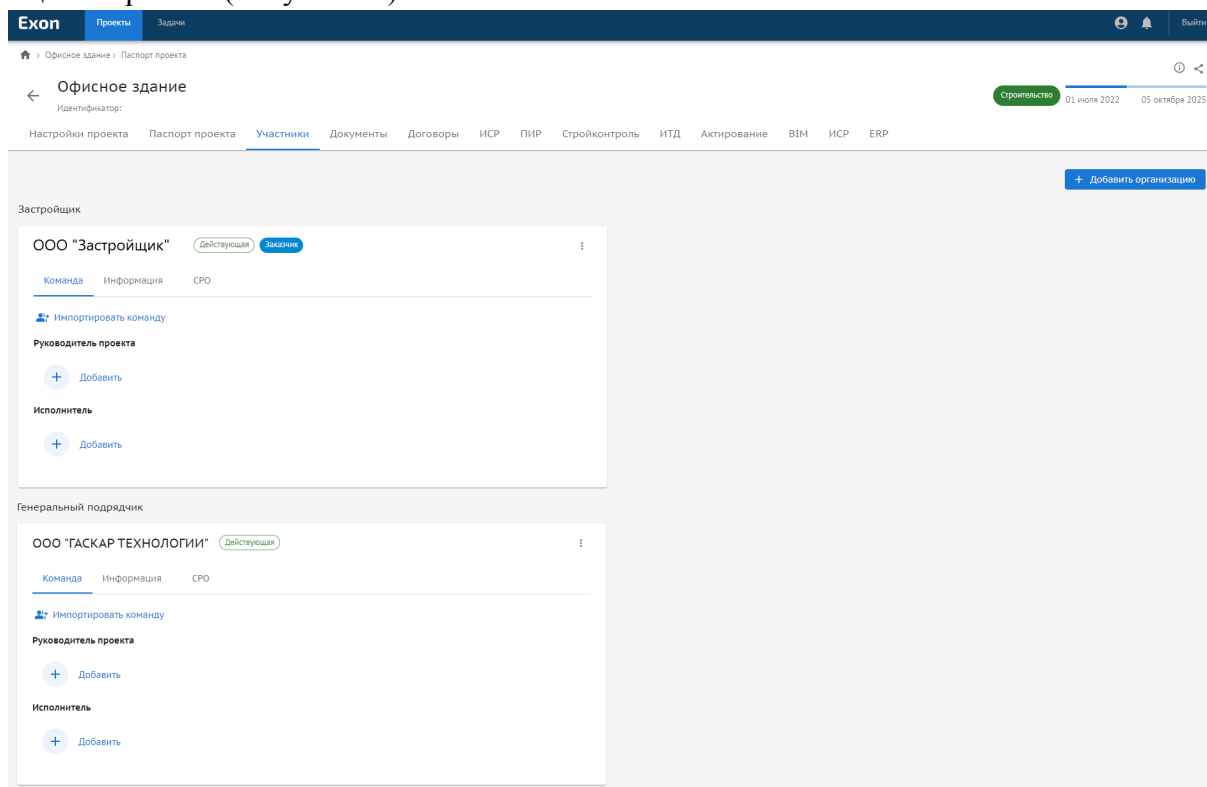 Exon Проекты Задачи Выйти
Офисное здание Паспорт проекта
Офисное здание
Идентификатор:
Строительство 01 июля 2022 05 октября 2025
Настройки проекта Паспорт проекта Участники Документы Договоры ИСР ПИР Стройконтроль ИТД Актирование BIM ИСР ERP
+ Добавить организацию
Застройщик
ООО "Застройщик" Действующая Заказчик
Команда Информация СРО
Импортировать команду
Руководитель проекта
+ Добавить
Исполнитель
+ Добавить
Генеральный подрядчик
ООО "ГАСКАР ТЕХНОЛОГИИ" Действующая
Команда Информация СРО
Импортировать команду
Руководитель проекта
+ Добавить
Исполнитель
+ Добавить